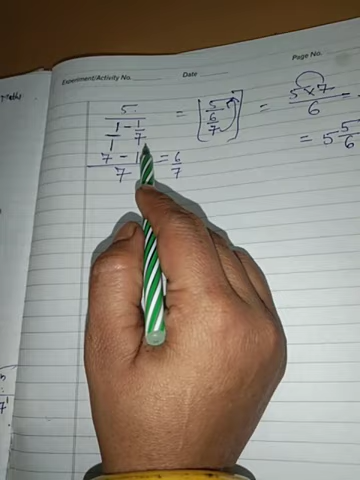 Experiment/Activity No. Date Page No.
5 / (1/1 - 1/7) = [5 / (6/7)] = 5 × 7 / 6 =
7 - 1 / 7 = 6/7
= 5 5/6